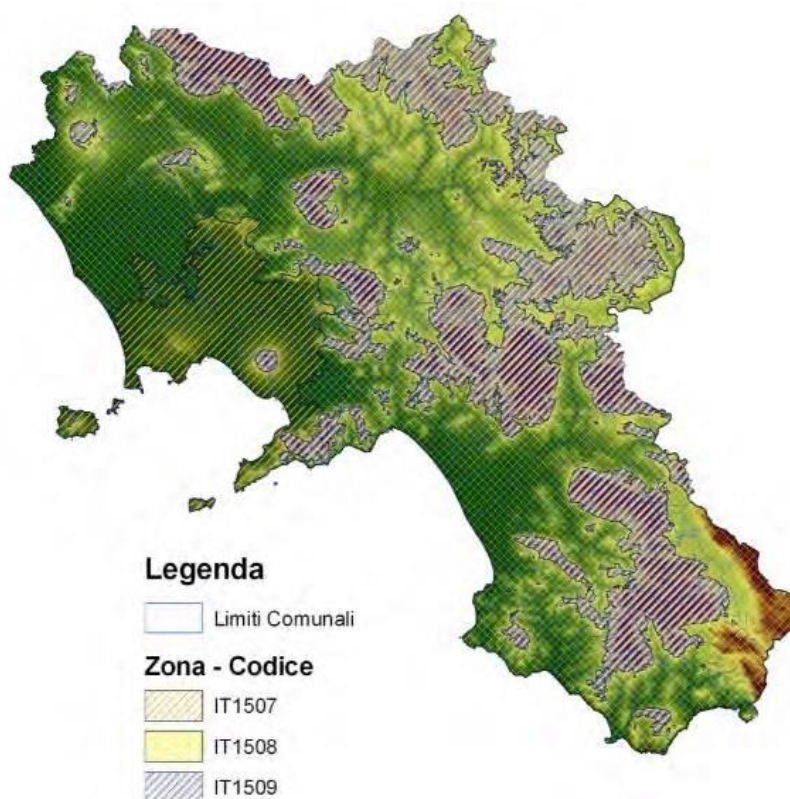 Legenda
Limiti Comunali
Zona - Codice
IT1507
IT1508
IT1509